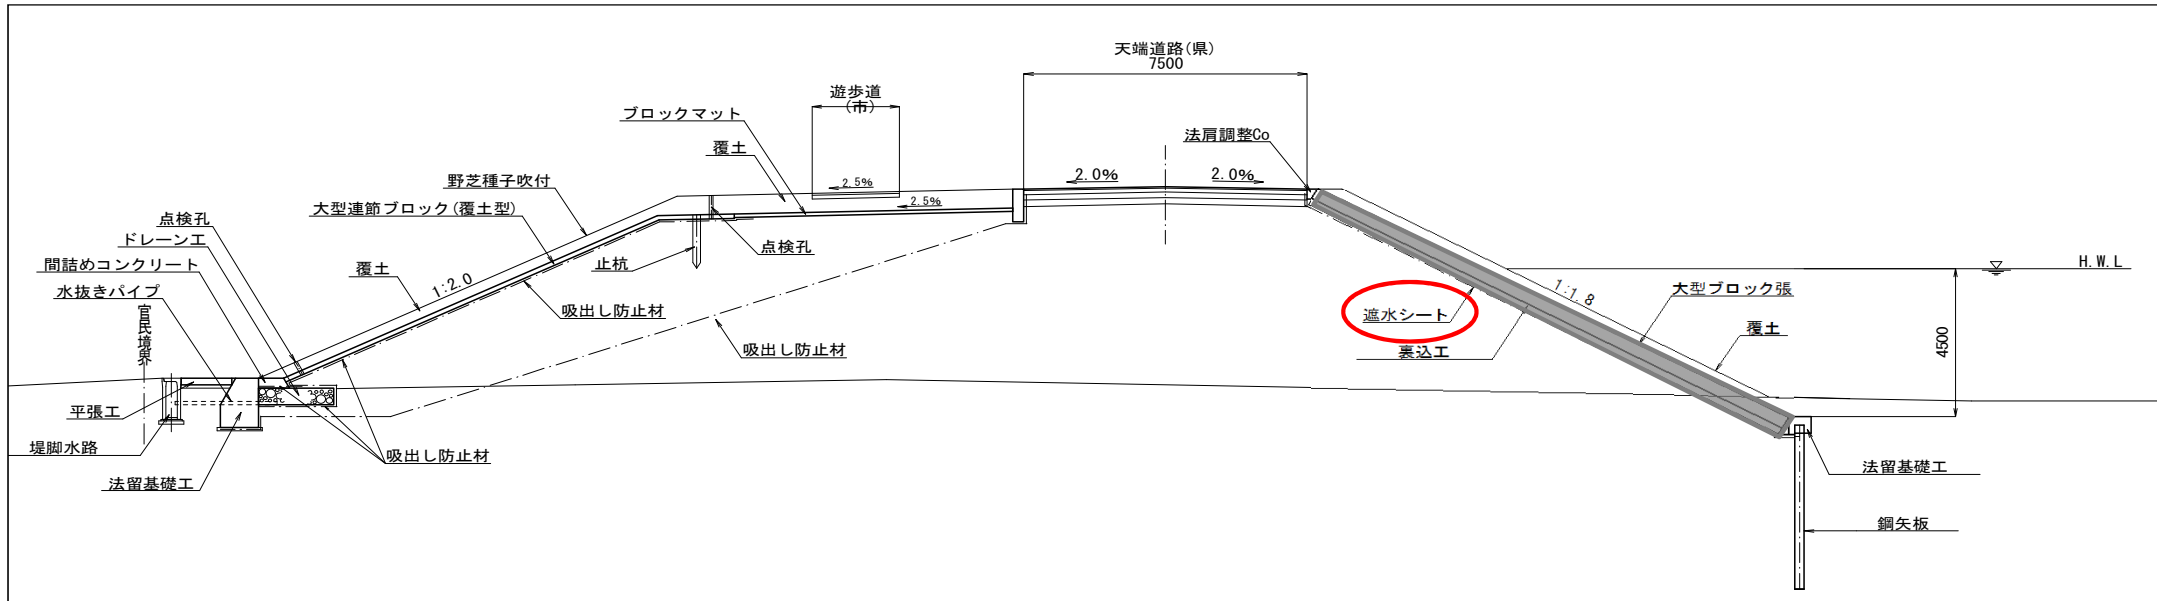 天端道路(県)
7500
遊歩道
(市)
ブロックマット
法肩調整Co
覆土
野芝種子吹付
2.5%
2.0%
2.0%
大型連節ブロック(覆土型)
2.5%
点検孔
ドレーン工
点検孔
間詰めコンクリート
止杭
覆土
1:2.0
H.W.L
水抜きパイプ
1:1.8
大型ブロック張
官民境界
吸出し防止材
遮水シート
覆土
吸出し防止材
裏込工
4500
平張工
堤脚水路
吸出し防止材
法留基礎工
法留基礎工
鋼矢板